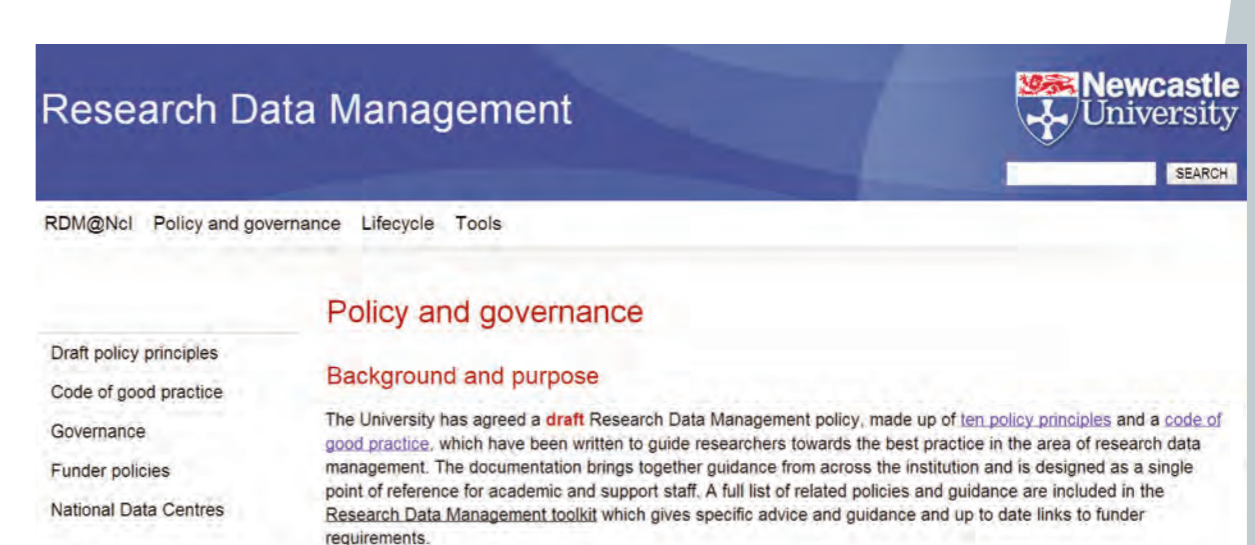 Research Data Management
Newcastle
University
SEARCH
RDM@Ncl Policy and governance Lifecycle Tools
Policy and governance
Draft policy principles
Code of good practice
Governance
Funder policies
National Data Centres
Background and purpose
The University has agreed a draft Research Data Management policy, made up of ten policy principles and a code of
good practice, which have been written to guide researchers towards the best practice in the area of research data
management. The documentation brings together guidance from across the institution and is designed as a single
point of reference for academic and support staff. A full list of related policies and guidance are included in the
Research Data Management toolkit which gives specific advice and guidance and up to date links to funder
requirements.